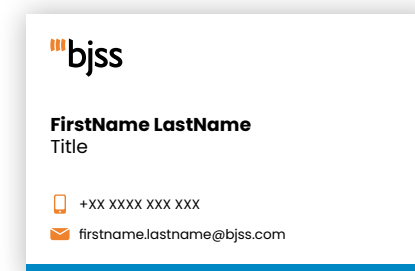 bjss
FirstName LastName
Title
+XX XXXX XXX XXX
firstname.lastname@bjss.com